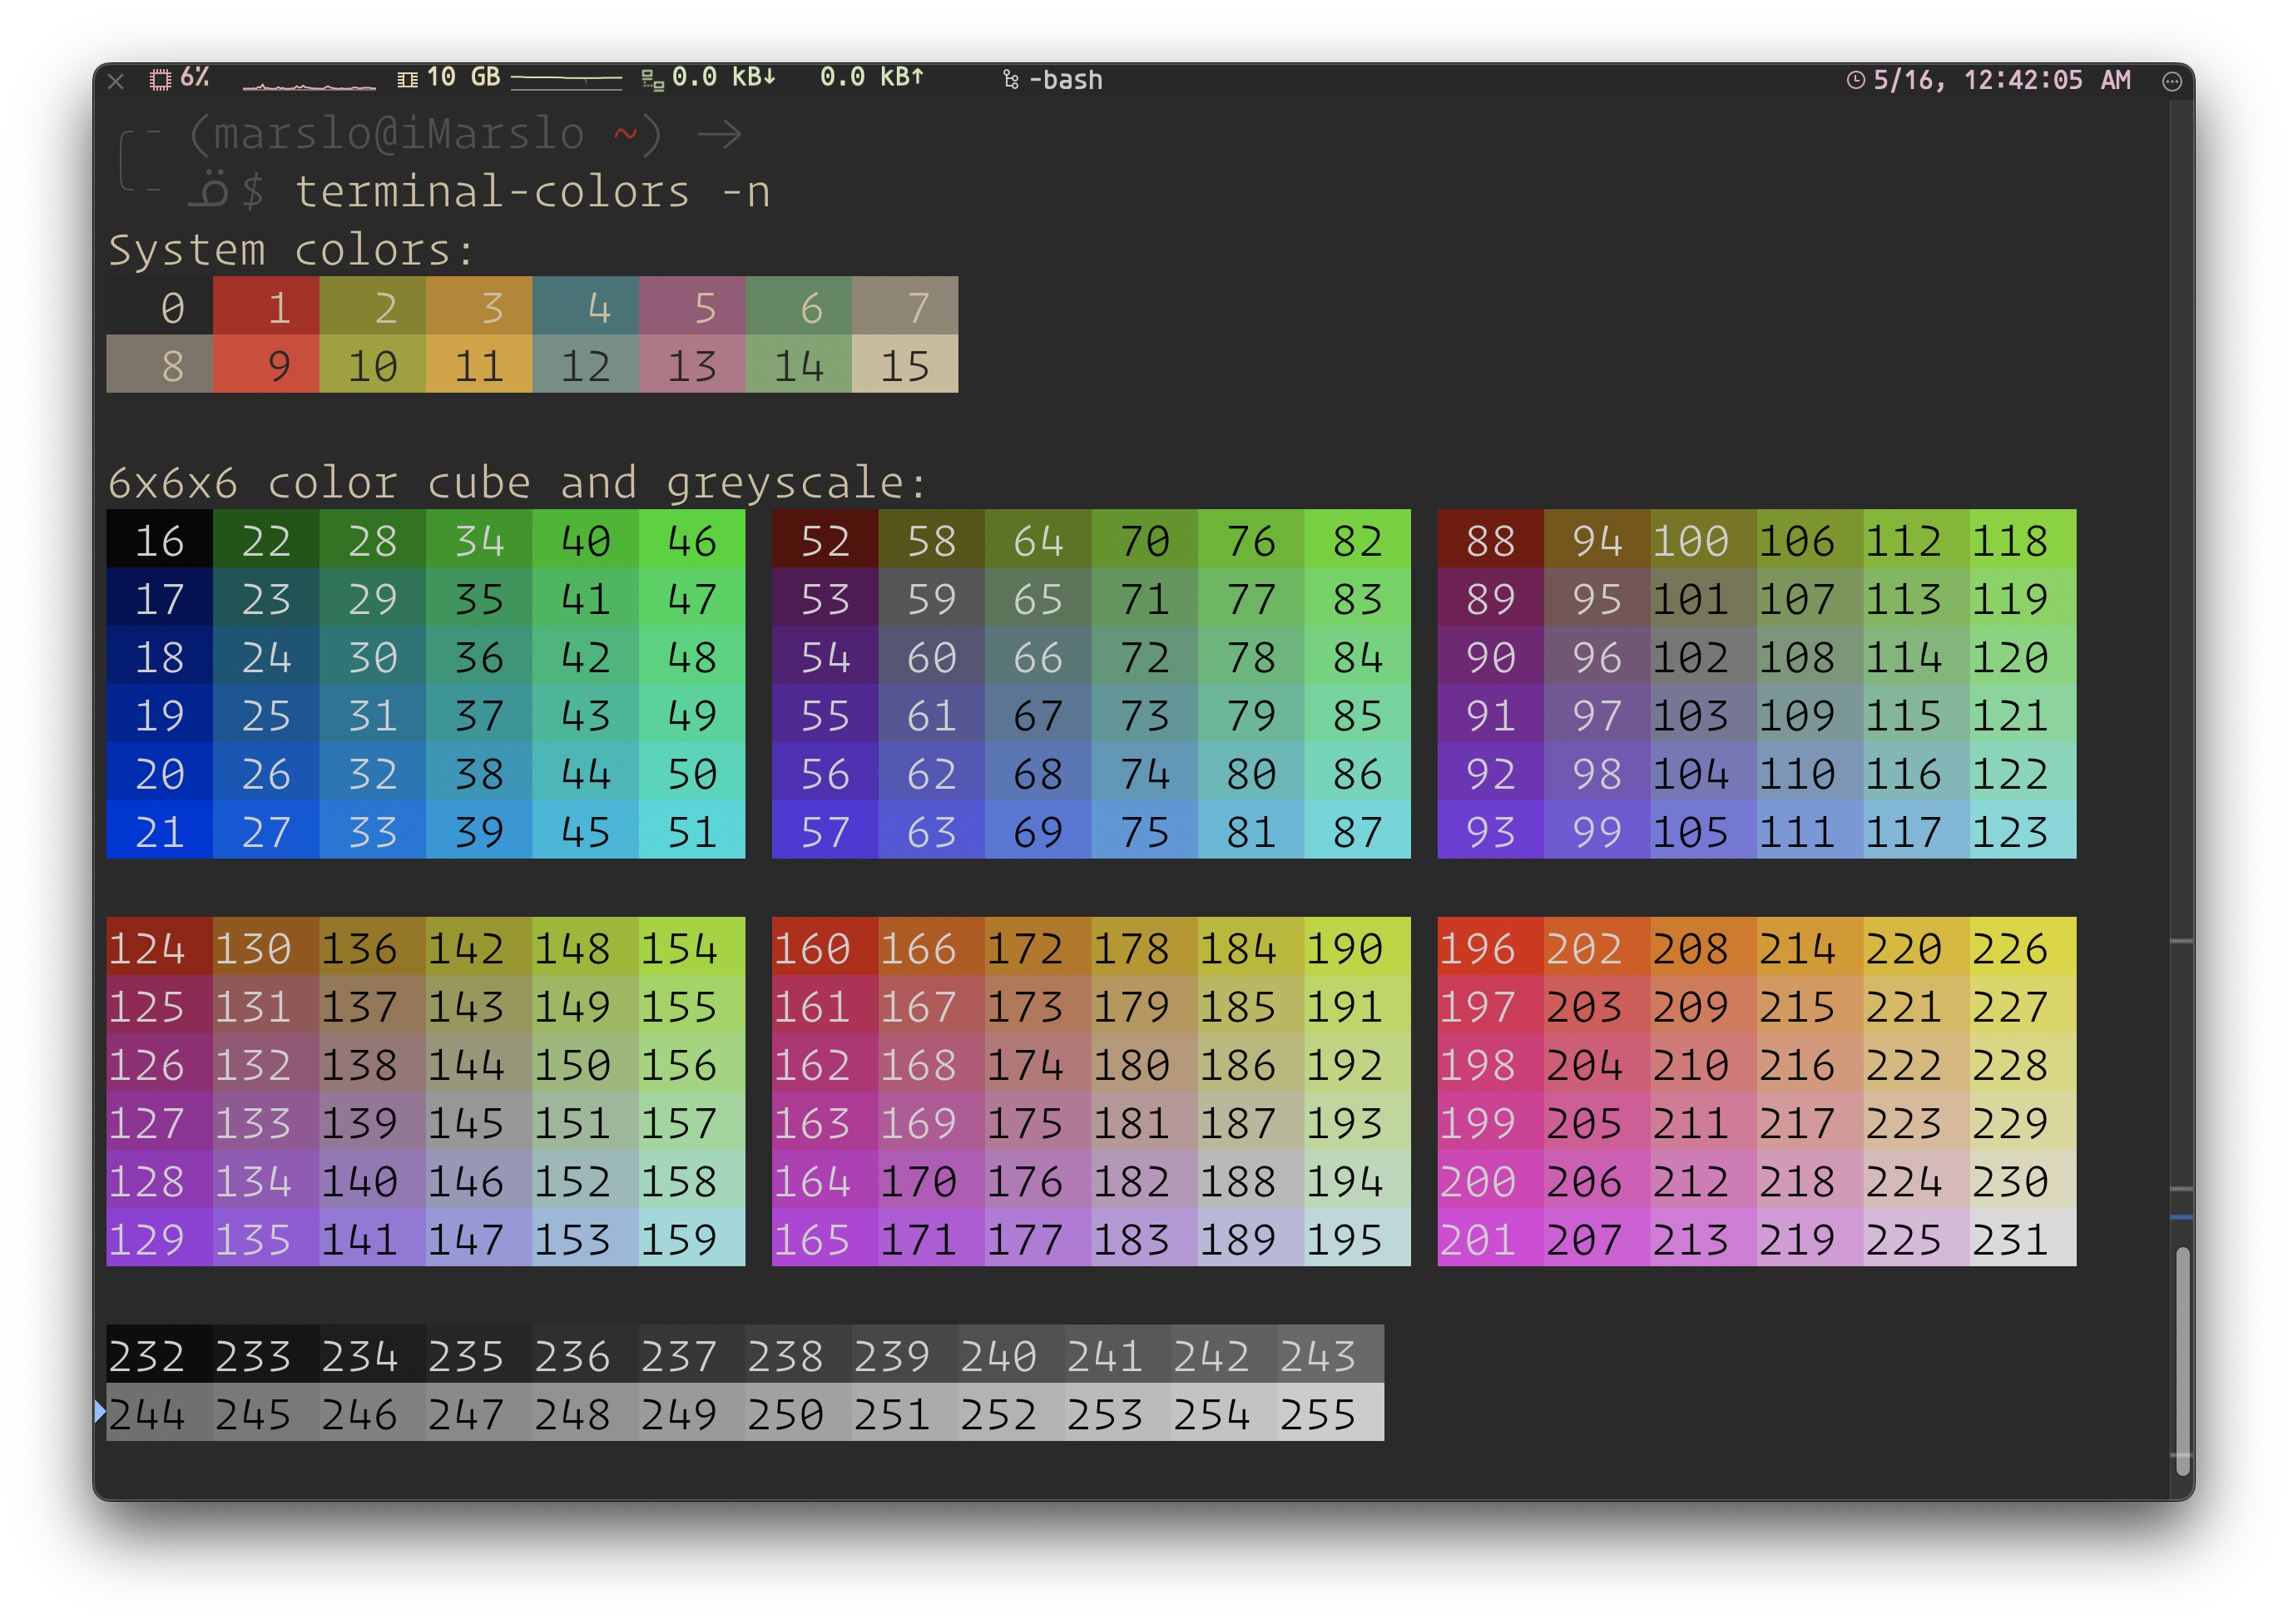 6% 10 GB 0.0 kB↓ 0.0 kB↑ -bash 5/16, 12:42:05 AM
(marslo@iMarslo ~) →
$ terminal-colors -n
System colors:
0 1 2 3 4 5 6 7
8 9 10 11 12 13 14 15
6x6x6 color cube and greyscale:
16 22 28 34 40 46 52 58 64 70 76 82 88 94 100 106 112 118
17 23 29 35 41 47 53 59 65 71 77 83 89 95 101 107 113 119
18 24 30 36 42 48 54 60 66 72 78 84 90 96 102 108 114 120
19 25 31 37 43 49 55 61 67 73 79 85 91 97 103 109 115 121
20 26 32 38 44 50 56 62 68 74 80 86 92 98 104 110 116 122
21 27 33 39 45 51 57 63 69 75 81 87 93 99 105 111 117 123
124 130 136 142 148 154 160 166 172 178 184 190 196 202 208 214 220 226
125 131 137 143 149 155 161 167 173 179 185 191 197 203 209 215 221 227
126 132 138 144 150 156 162 168 174 180 186 192 198 204 210 216 222 228
127 133 139 145 151 157 163 169 175 181 187 193 199 205 211 217 223 229
128 134 140 146 152 158 164 170 176 182 188 194 200 206 212 218 224 230
129 135 141 147 153 159 165 171 177 183 189 195 201 207 213 219 225 231
232 233 234 235 236 237 238 239 240 241 242 243
244 245 246 247 248 249 250 251 252 253 254 255